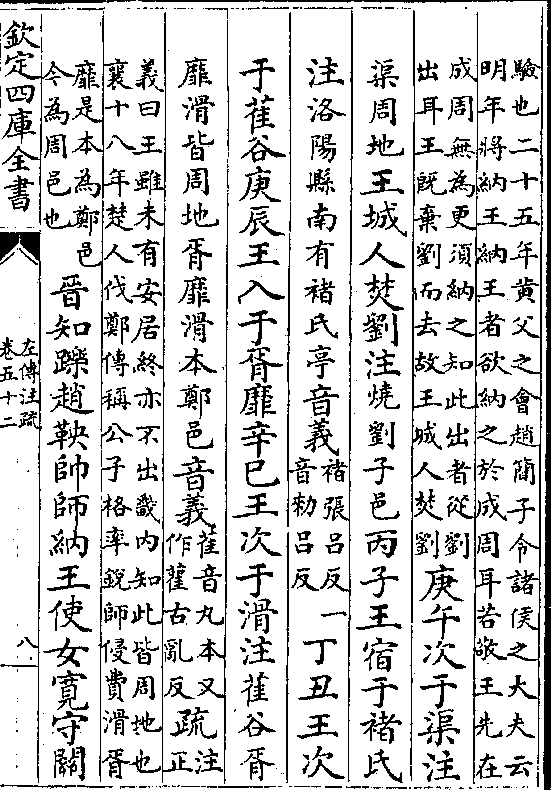 驗也二十五年黄父之會趙簡子令諸侯之大夫云
明年將納王納王者欲納之於成周耳若敬王先在
成周無為更須納之知此出者從劉
出耳王既棄劉而去故王城人焚劉
庚午次于渠注
渠周地王城人焚劉注燒劉子邑丙子王宿于褚氏
注洛陽縣南有褚氏亭音義
褚張吕反一
音勑吕反
丁丑王次
于萑谷庚辰王入于胥靡辛巳王次于滑注萑谷胥
靡滑皆周地胥靡滑本鄭邑音義
萑音丸本又
作雚古亂反
疏
注
正
義曰王雖未有安居終亦不出畿内知此皆周地也
襄十八年楚人伐鄭傳稱公子格率鋭師侵費滑胥
靡是本為鄭邑
今為周邑也
晉知躒趙鞅帥師納王使女寛守闗
欽定四庫全書
左傳注疏
卷五十二
八